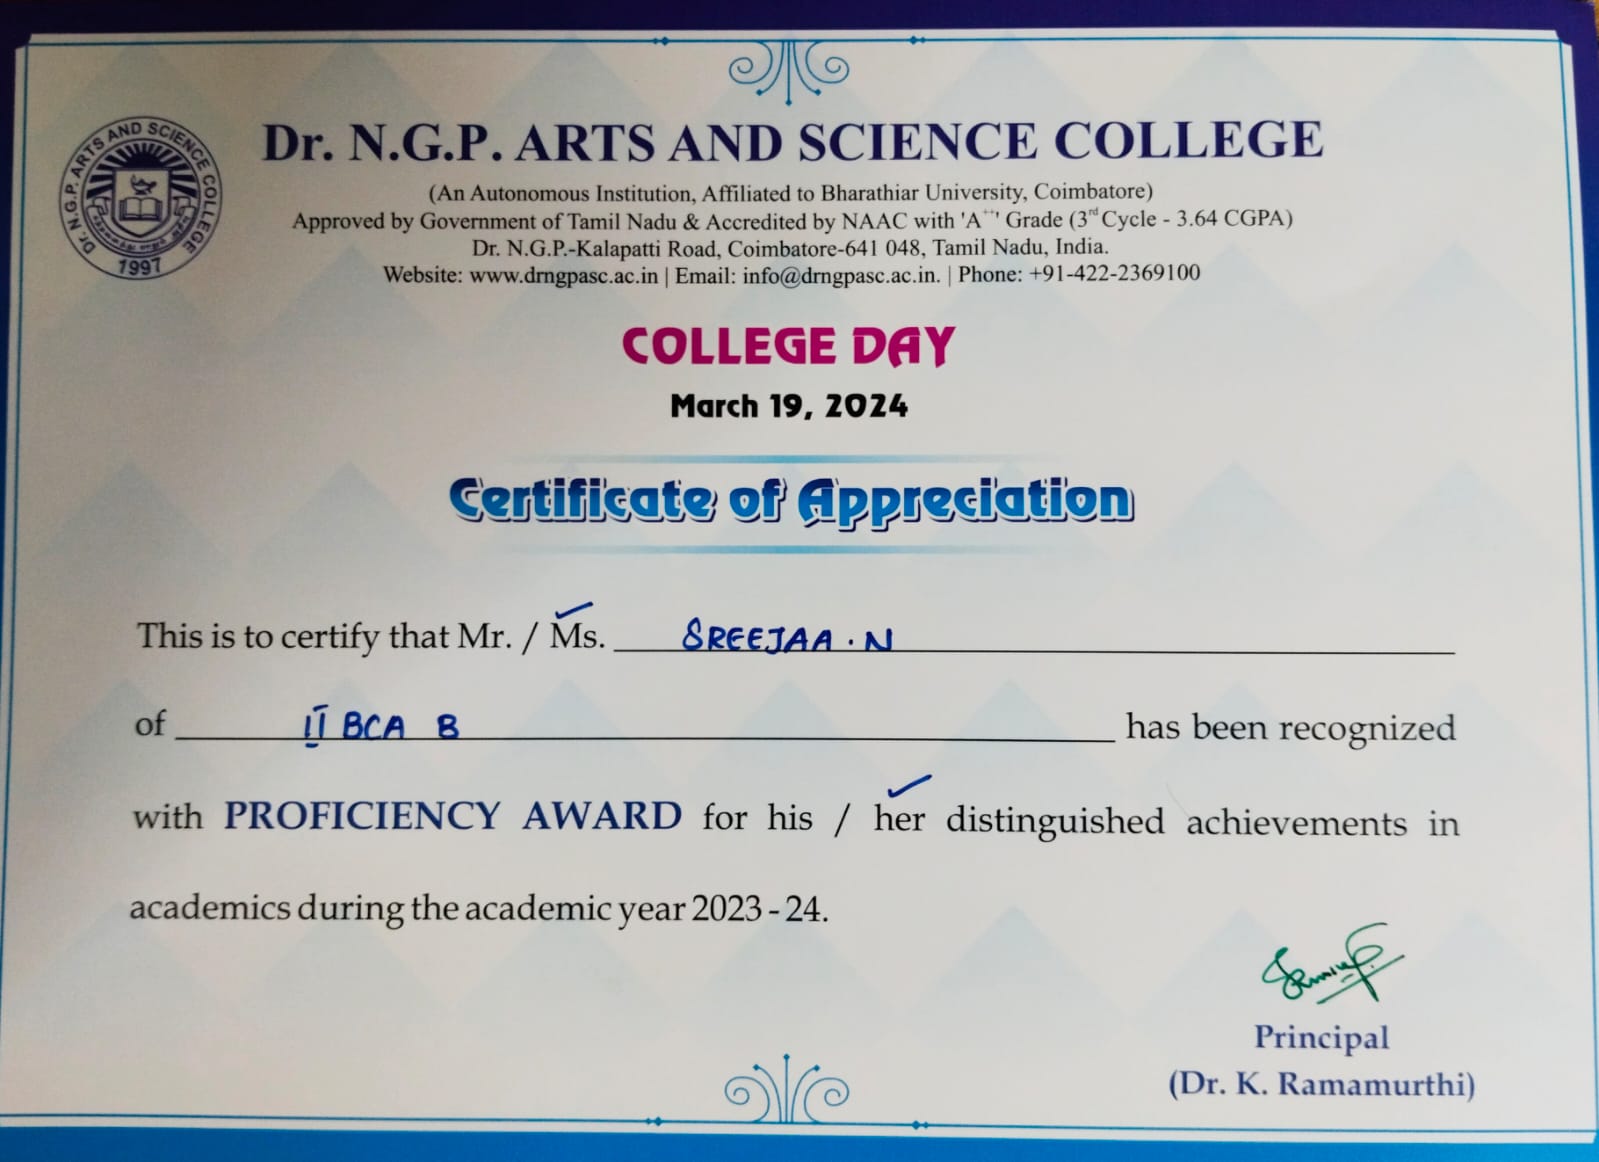 Dr. N.G.P. ARTS AND SCIENCE COLLEGE
1997
Dr. N.G.P. ARTS AND SCIENCE COLLEGE
(An Autonomous Institution, Affiliated to Bharathiar University, Coimbatore)
Approved by Government of Tamil Nadu & Accredited by NAAC with 'A++' Grade (3rd Cycle - 3.64 CGPA)
Dr. N.G.P.-Kalapatti Road, Coimbatore-641 048, Tamil Nadu, India.
Website: www.drngpasc.ac.in | Email: info@drngpasc.ac.in. | Phone: +91-422-2369100
COLLEGE DAY
March 19, 2024
Certificate of Appreciation
This is to certify that Mr. / Ms. SREEJAA . N
of II BCA B has been recognized
with PROFICIENCY AWARD for his / her distinguished achievements in
academics during the academic year 2023 - 24.
Principal
(Dr. K. Ramamurthi)